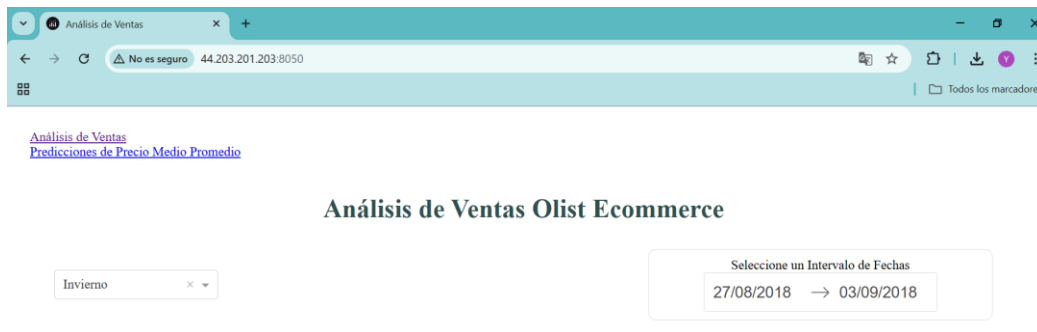 Análisis de Ventas
No es seguro 44.203.201.203:8050
Y
Todos los marcadore
Análisis de Ventas
Predicciones de Precio Medio Promedio
Análisis de Ventas Olist Ecommerce
Seleccione un Intervalo de Fechas
Invierno
27/08/2018 → 03/09/2018